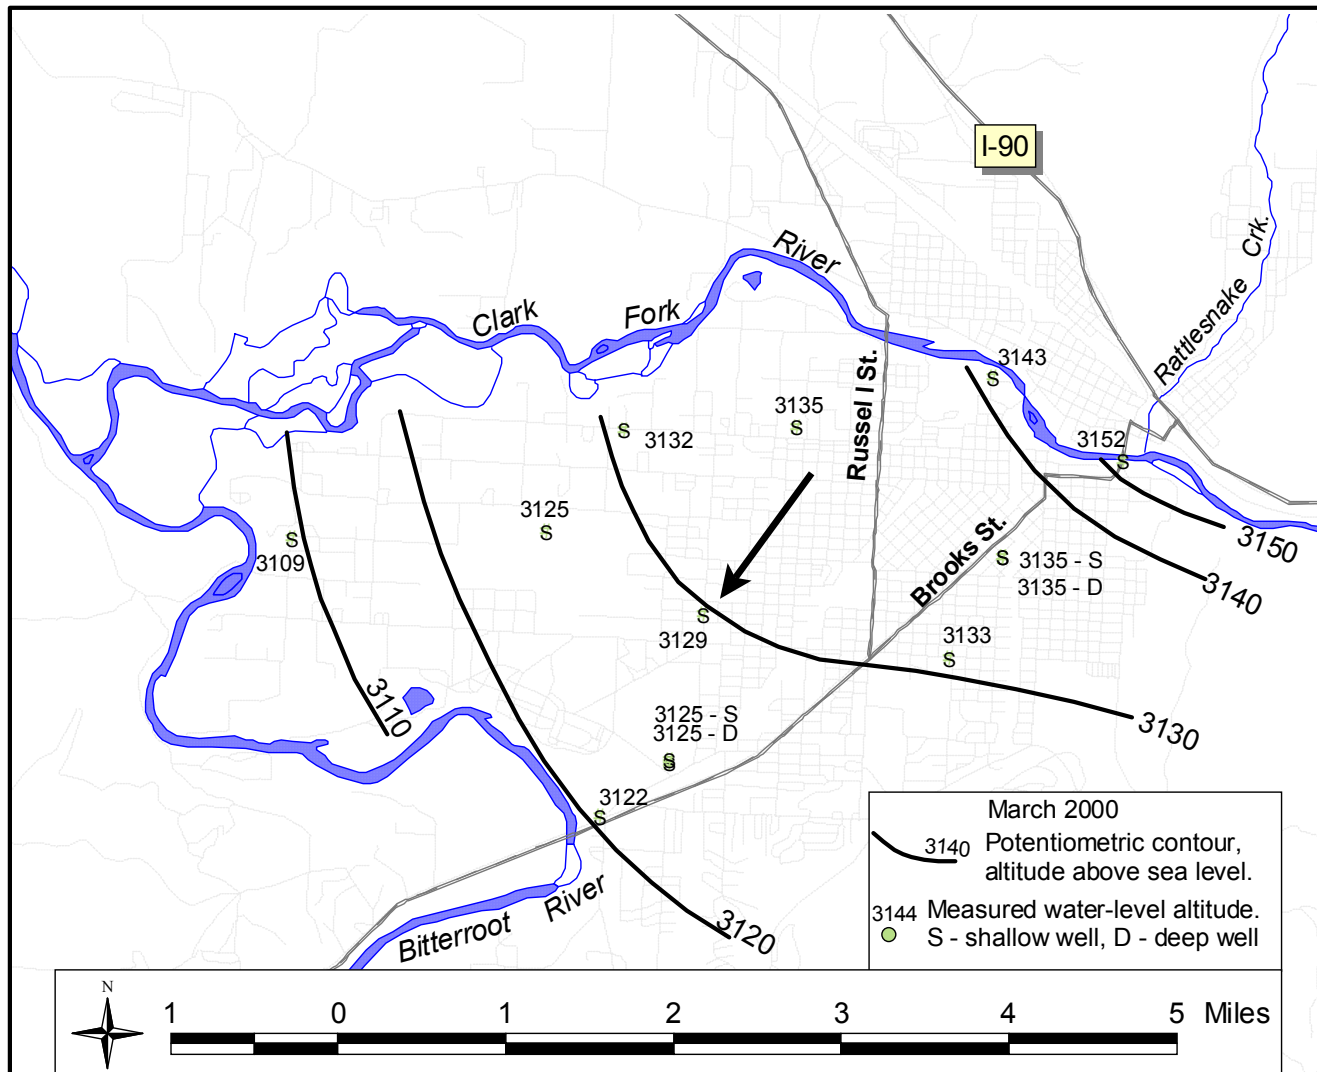 I-90
River
Rattlesnake Crk.
Clark
Fork
3143
Russel l St.
3135
3132
3152
3125
3150
3109
Brooks St.
3135 - S
3135 - D
3140
3129
3133
3110
3125 - S
3125 - D
3130
3122
March 2000
3140 Potentiometric contour,
altitude above sea level.
3144 Measured water-level altitude.
S - shallow well, D - deep well
River
Bitterroot
3120
N
1 0 1 2 3 4 5 Miles
S
S
S
S
S
S
S
S
S
S
S
S